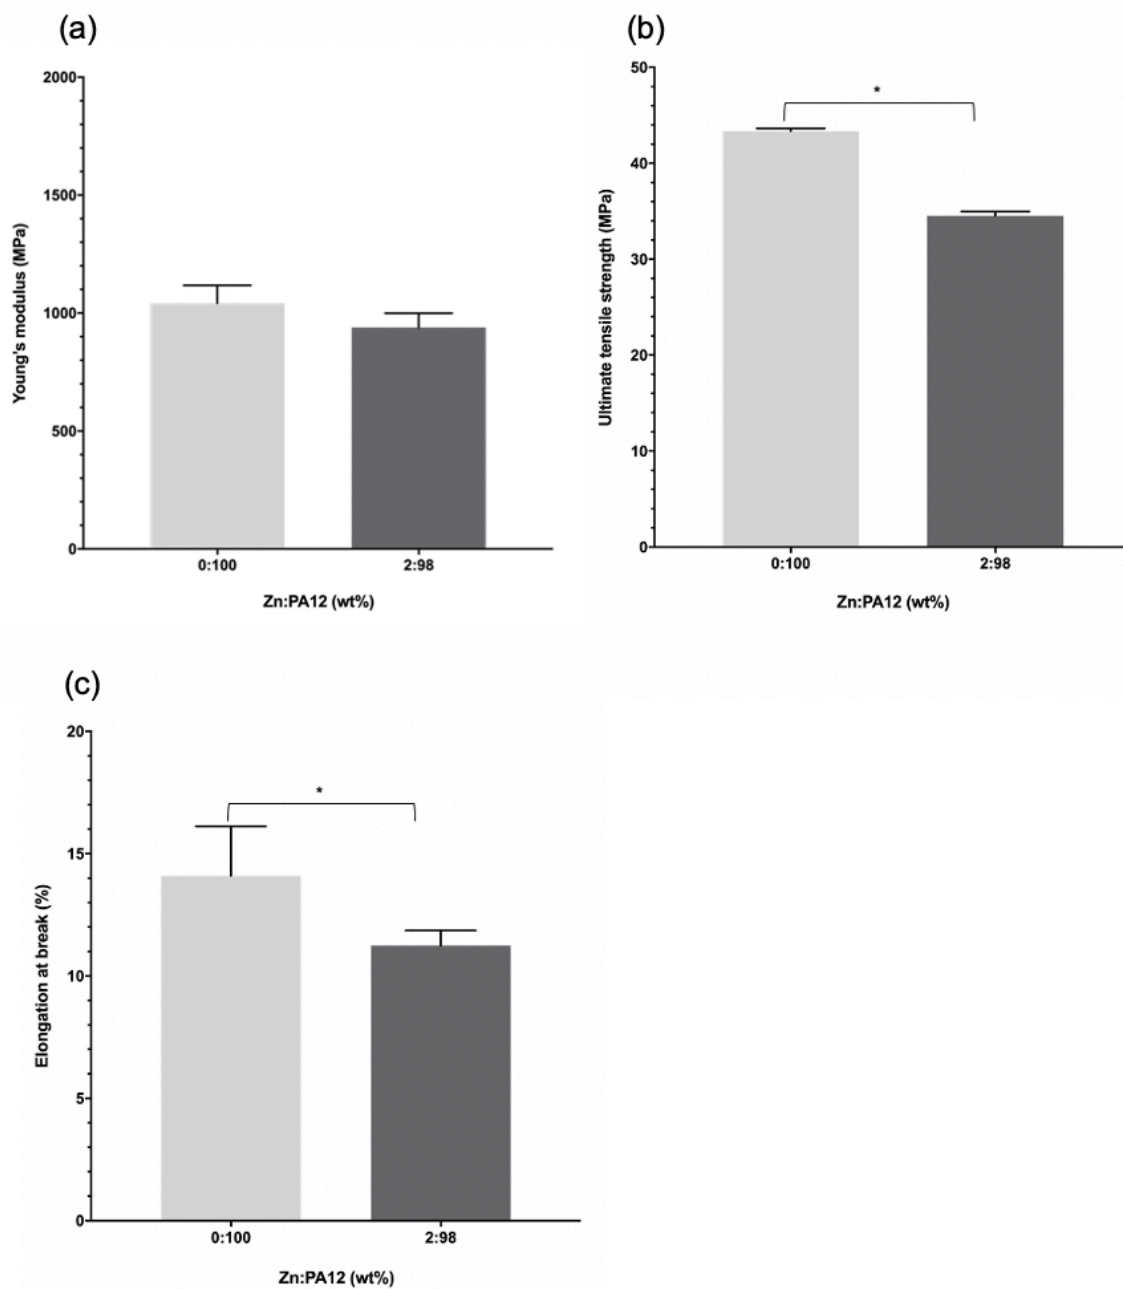 (a)
2000
1500
1000
500
0
Young's modulus (MPa)
0:100
2:98
Zn:PA12 (wt%)
(b)
50
40
30
20
10
0
Ultimate tensile strength (MPa)
*
0:100
2:98
Zn:PA12 (wt%)
(c)
20
15
10
5
0
Elongation at break (%)
*
0:100
2:98
Zn:PA12 (wt%)